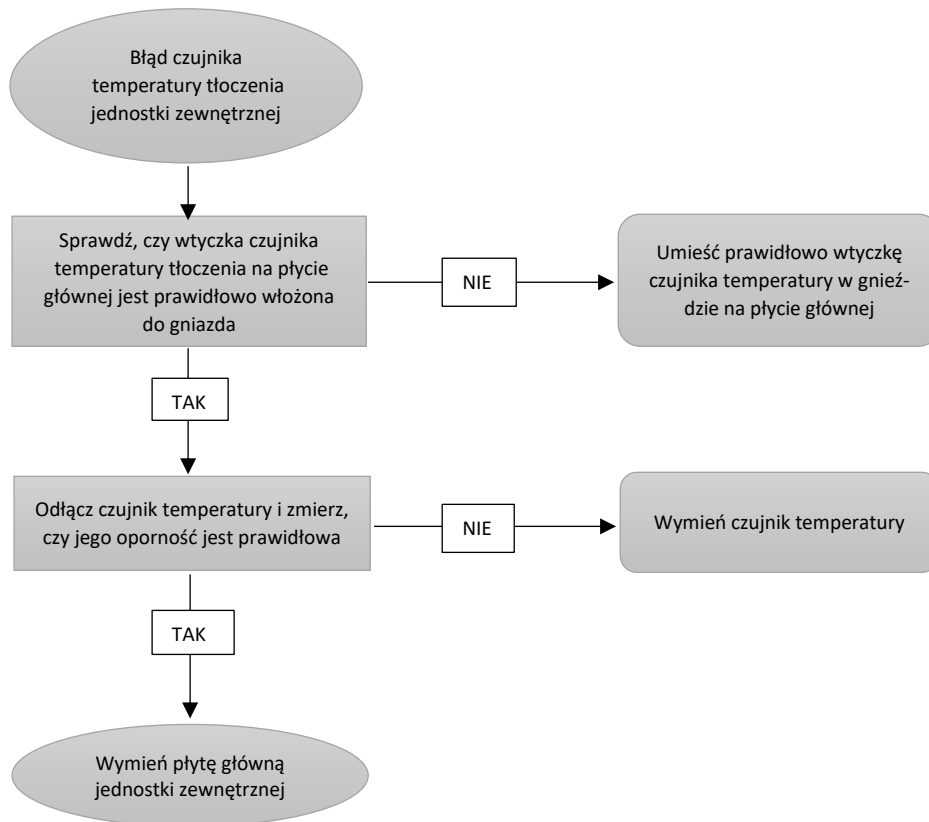 Błąd czujnika
temperatury tłoczenia
jednostki zewnętrznej
Sprawdź, czy wtyczka czujnika
temperatury tłoczenia na płycie
głównej jest prawidłowo włożona
do gniazda
NIE
Umieść prawidłowo wtyczkę
czujnika temperatury w gnieź-
dzie na płycie głównej
TAK
Odłącz czujnik temperatury i zmierz,
czy jego oporność jest prawidłowa
NIE
Wymień czujnik temperatury
TAK
Wymień płytę główną
jednostki zewnętrznej